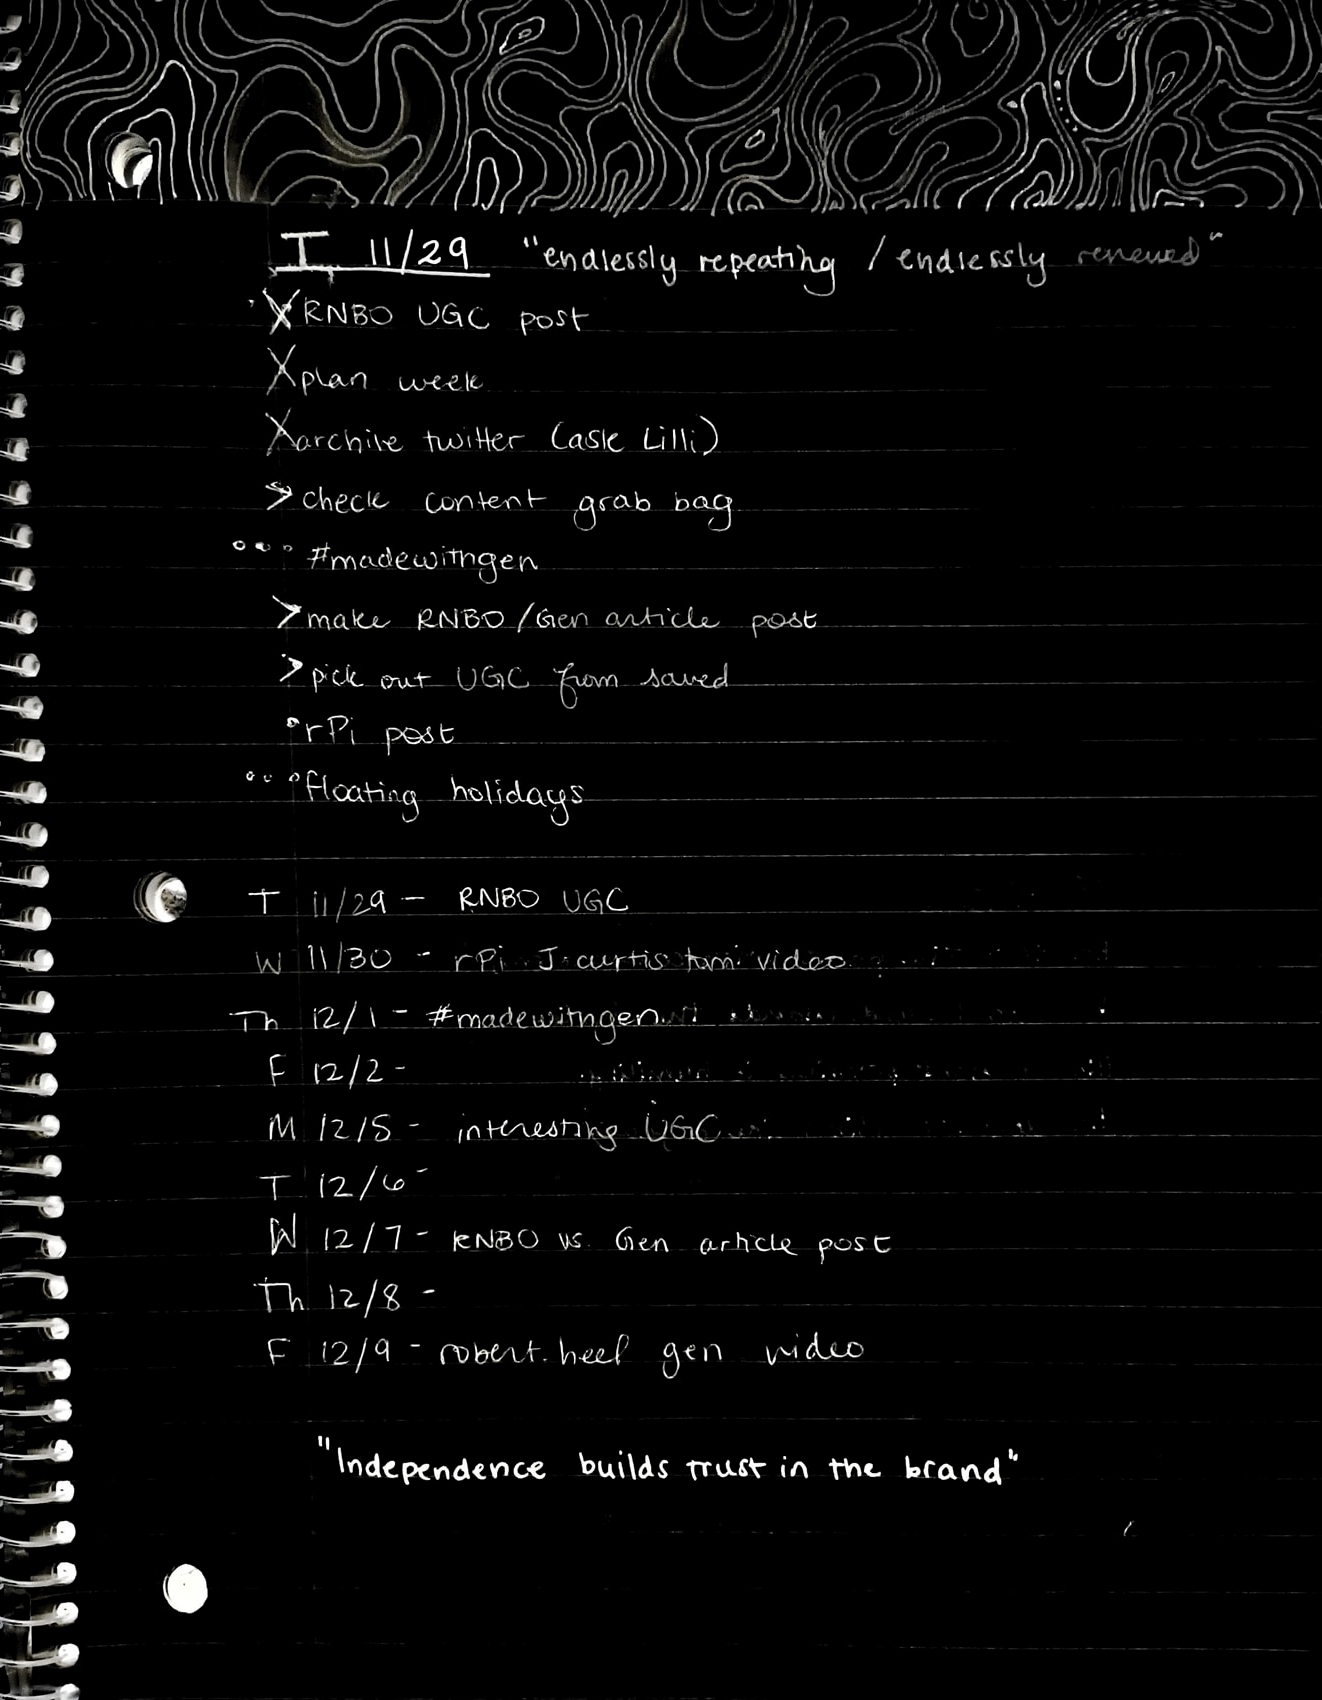 T 11/29 "endlessly repeating / endlessly renewed"
X RNBO UGC post
X plan week
X archive twitter (ask Lilli)
> check content grab bag
° ° ° #madewithgen
> make RNBO/Gen article post
> pick out UGC from saved
° rPi post
° ° ° floating holidays
T 11/29 - RNBO UGC
W 11/30 - rPi J.curtis.tam video
Th 12/1 - #madewithgen
F 12/2 -
M 12/5 - interesting UGC
T 12/6 -
W 12/7 - RNBO vs. Gen article post
Th 12/8 -
F 12/9 - robert.heel gen video
"Independence builds trust in the brand"